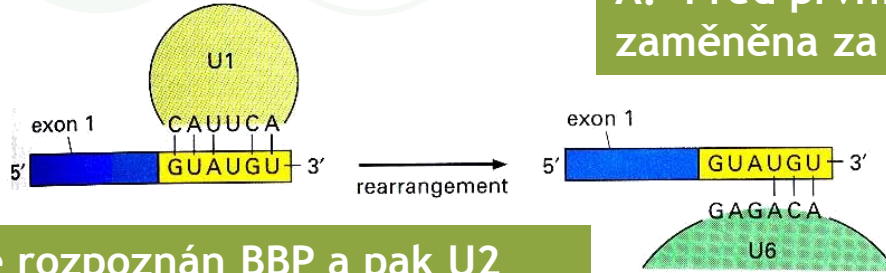 A: Před
zaměněna za
U1
exon 1
CAUUCA
5' GUAUGU 3'
rearrangement
exon 1
5' GUAUGU 3'
GAGACA
U6
rozpoznán BBP a pak U2